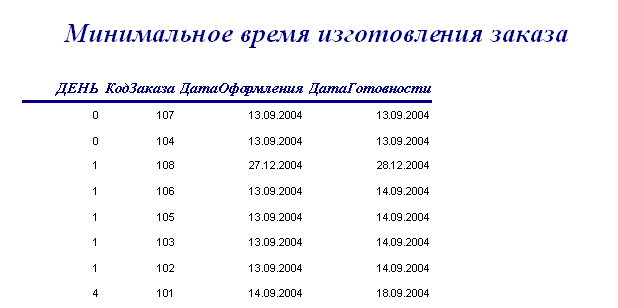 Минимальное время изготовления заказа
ДЕНЬ КодЗаказа ДатаОформления ДатаГотовности
0 107 13.09.2004 13.09.2004
0 104 13.09.2004 13.09.2004
1 108 27.12.2004 28.12.2004
1 106 13.09.2004 14.09.2004
1 105 13.09.2004 14.09.2004
1 103 13.09.2004 14.09.2004
1 102 13.09.2004 14.09.2004
4 101 14.09.2004 18.09.2004